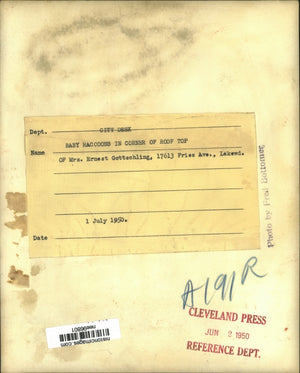 Dept. CITY DESK
BABY RACCOONS IN CORNER OF ROOF TOP
Name OF Mrs. Ernest Gottschling, 17613 Fries Ave., Lakewd.
1 July 1950.
Date
Photo by Fred Bottomer
A191R
CLEVELAND PRESS
JUN 2 1950
REFERENCE DEPT.
historicimages.com